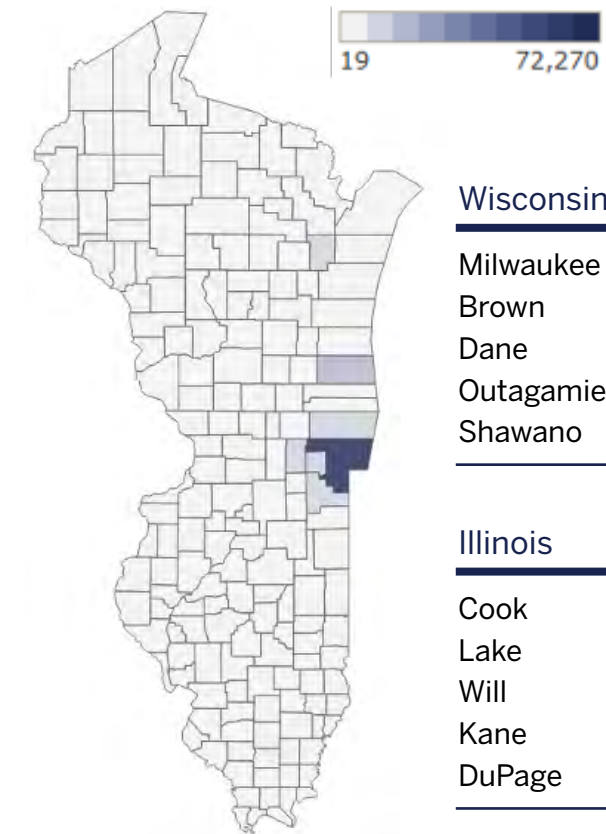 19 72,270
Wisconsin
Milwaukee
Brown
Dane
Outagamie
Shawano
Illinois
Cook
Lake
Will
Kane
DuPage